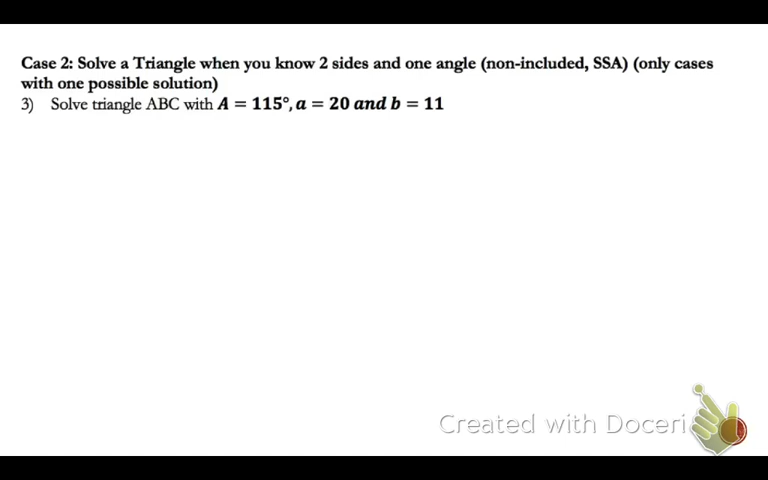 Case 2: Solve a Triangle when you know 2 sides and one angle (non-included, SSA) (only cases
with one possible solution)
3) Solve triangle ABC with A = 115°, a = 20 and b = 11
Created with Doceri